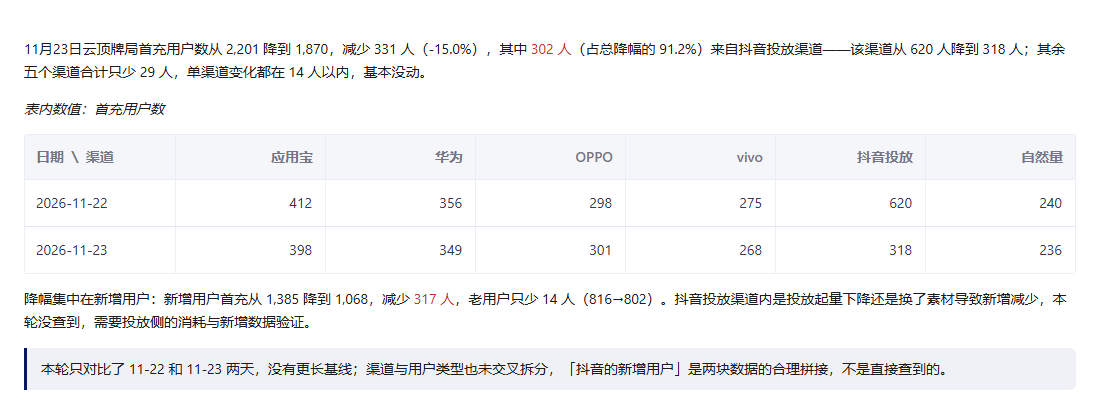 11月23日云顶牌局首充用户数从 2,201 降到 1,870，减少 331 人（-15.0%），其中 302 人（占总降幅的 91.2%）来自抖音投放渠道——该渠道从 620 人降到 318 人；其余
五个渠道合计只少 29 人，单渠道变化都在 14 人以内，基本没动。
表内数值：首充用户数
日期 \ 渠道 应用宝 华为 OPPO vivo 抖音投放 自然量
2026-11-22 412 356 298 275 620 240
2026-11-23 398 349 301 268 318 236
降幅集中在新增用户：新增用户首充从 1,385 降到 1,068，减少 317 人，老用户只少 14 人（816→802）。抖音投放渠道内是投放起量下降还是换了素材导致新增减少，本
轮没查到，需要投放侧的消耗与新增数据验证。
本轮只对比了 11-22 和 11-23 两天，没有更长基线；渠道与用户类型也未交叉拆分，「抖音的新增用户」是两块数据的合理拼接，不是直接查到的。